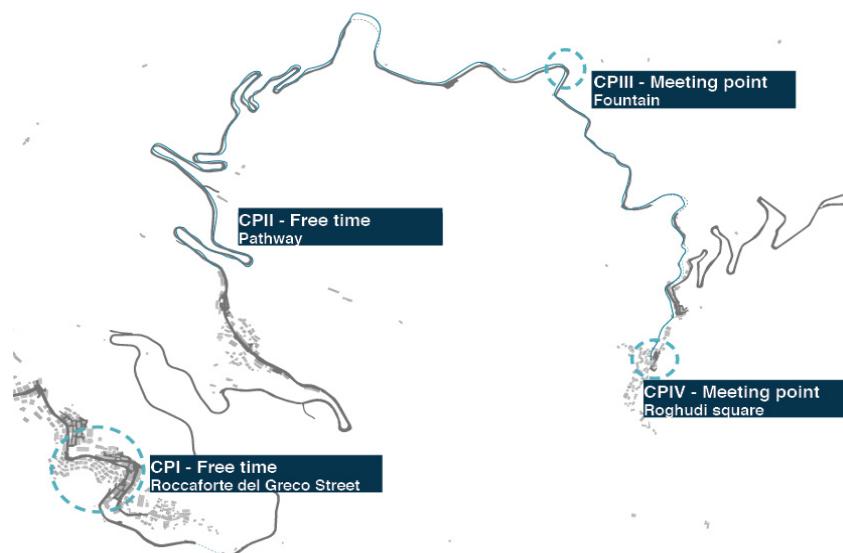 CPIII - Meeting point
Fountain
CPII - Free time
Pathway
CPIV - Meeting point
Roghudi square
CPI - Free time
Roccaforte del Greco Street